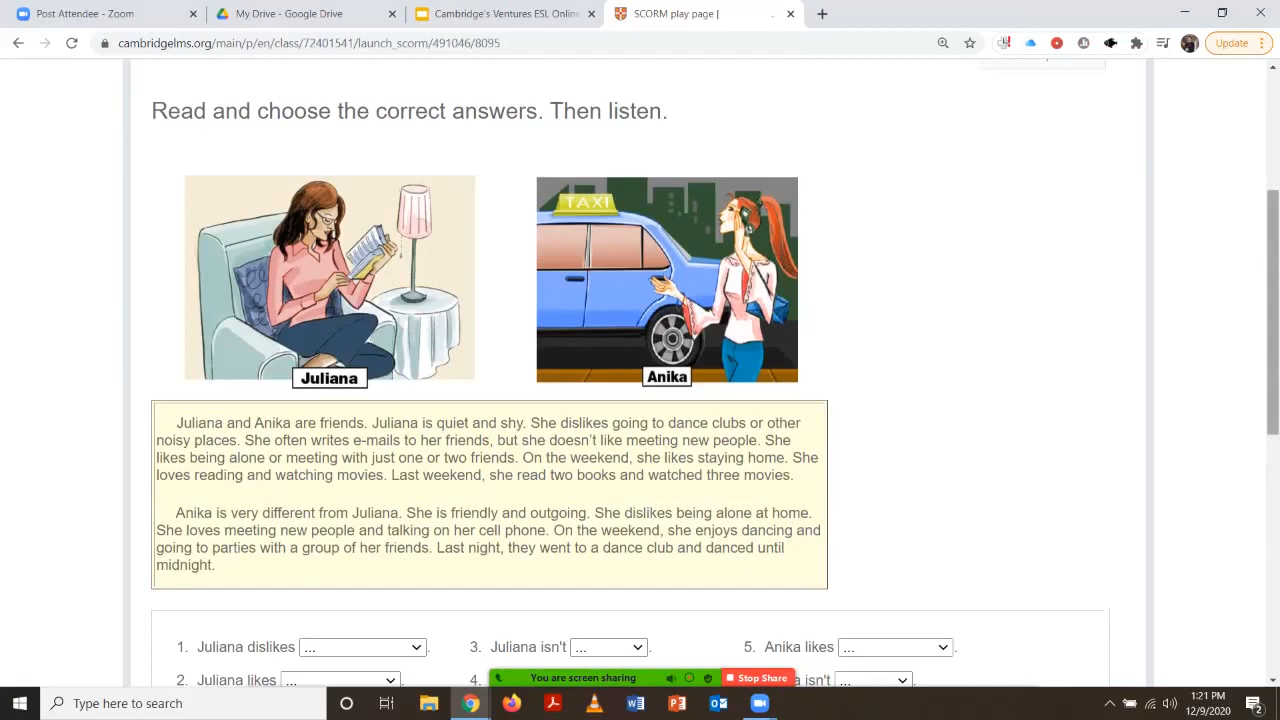 Post Attendee - Zoom
My Drive - Google Drive
Cambridge's Ventures ESL Online
SCORM play page |
cambridgelms.org/main/p/en/class/72401541/launch_scorm/491046/8095
Update
Read and choose the correct answers. Then listen.
TAXI
Juliana
Anika
Juliana and Anika are friends. Juliana is quiet and shy. She dislikes going to dance clubs or other
noisy places. She often writes e-mails to her friends, but she doesn't like meeting new people. She
likes being alone or meeting with just one or two friends. On the weekend, she likes staying home. She
loves reading and watching movies. Last weekend, she read two books and watched three movies.
Anika is very different from Juliana. She is friendly and outgoing. She dislikes being alone at home.
She loves meeting new people and talking on her cell phone. On the weekend, she enjoys dancing and
going to parties with a group of her friends. Last night, they went to a dance club and danced until
midnight.
1. Juliana dislikes ... .
3. Juliana isn't ... .
5. Anika likes ... .
2. Juliana likes ... .
4.
isn't ... .
You are screen sharing
Stop Share
Type here to search
1:21 PM
12/9/2020
2